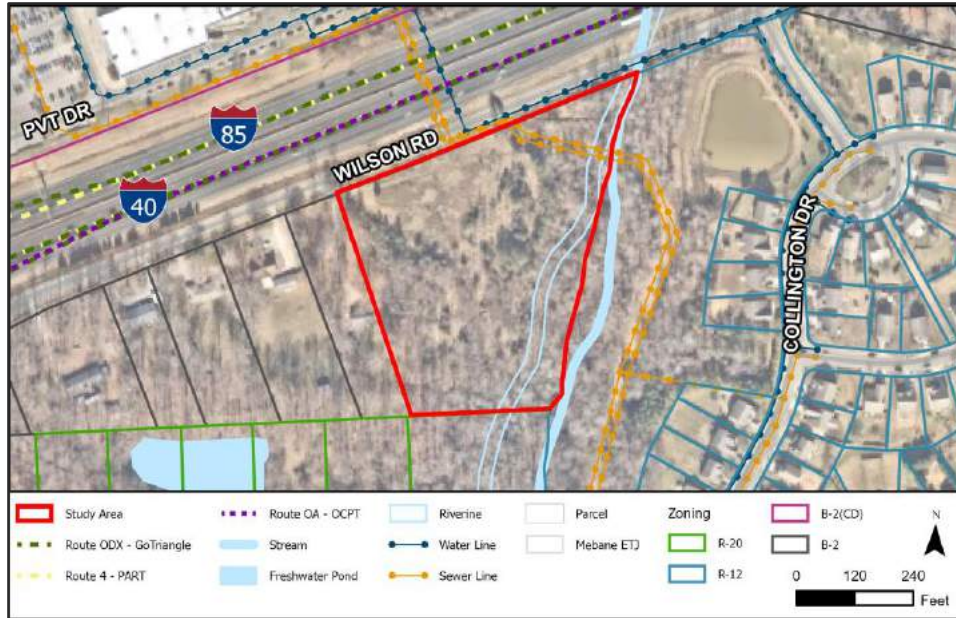 PVT DR
85
WILSON RD
40
COLLINGTON DR
Study Area
Route OA - OCPT
Riverine
Parcel
Zoning
B-2(CD)
N
Route ODX - GoTriangle
Stream
Water Line
Mebane ETJ
R-20
B-2
Route 4 - PART
Freshwater Pond
Sewer Line
R-12
0 120 240
Feet